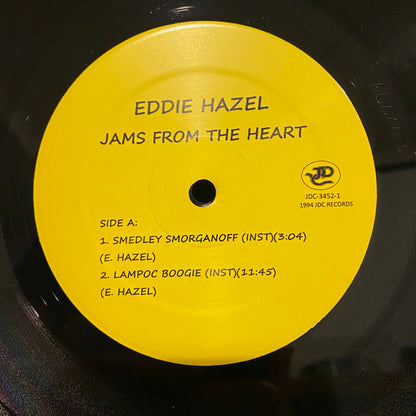 EDDIE HAZEL
JAMS FROM THE HEART
JDC
JDC-3452-1
1994 JDC RECORDS
SIDE A:
1. SMEDLEY SMORGANOFF (INST)(3:04)
(E. HAZEL)
2. LAMPOC BOOGIE (INST)(11:45)
(E. HAZEL)